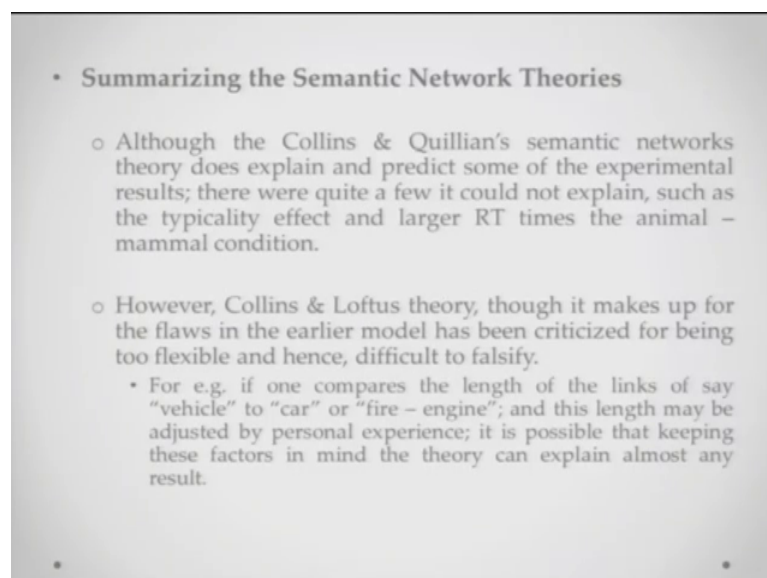 • Summarizing the Semantic Network Theories
o Although the Collins & Quillian's semantic networks
theory does explain and predict some of the experimental
results; there were quite a few it could not explain, such as
the typicality effect and larger RT times the animal –
mammal condition.
o However, Collins & Loftus theory, though it makes up for
the flaws in the earlier model has been criticized for being
too flexible and hence, difficult to falsify.
• For e.g. if one compares the length of the links of say
"vehicle" to "car" or "fire – engine"; and this length may be
adjusted by personal experience; it is possible that keeping
these factors in mind the theory can explain almost any
result.